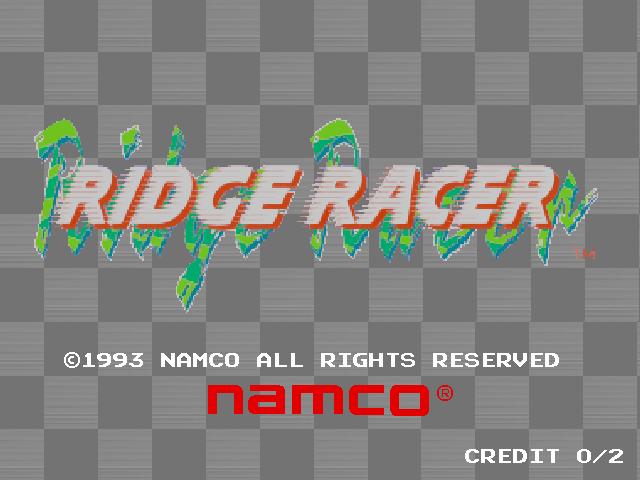 Ridge Racer
RIDGE RACER
TM
©1993 NAMCO ALL RIGHTS RESERVED
namco®
CREDIT 0/2